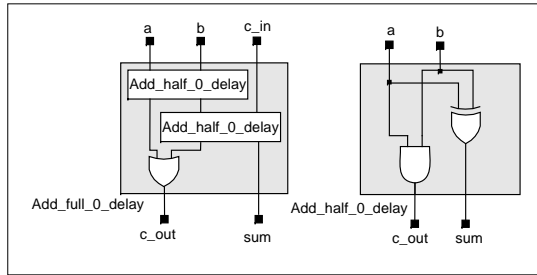 a b c_in
Add_half_0_delay
Add_half_0_delay
Add_full_0_delay
c_out sum
a b
Add_half_0_delay
c_out sum